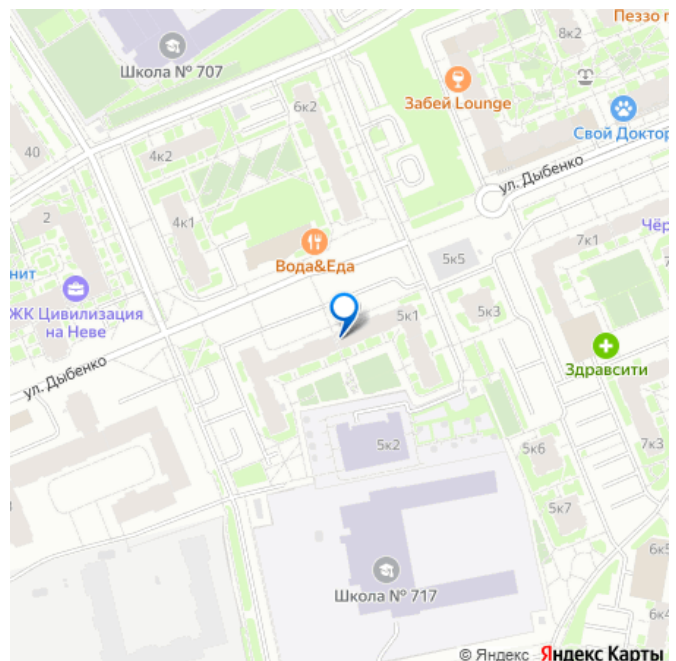 Пеззо п
8к2
Школа № 707
Забей Lounge
6к2
Свой Доктор
40
4к2
ул. Дыбенко
2
4к1
Чёр
7к1
Вода&Еда
5к5
нит
ЖК Цивилизация
на Неве
5к1
5к3
Здравсити
ул. Дыбенко
5к2
5к6
7к3
5к7
6к5
Школа № 717
6к4
© Яндекс Яндекс Карты